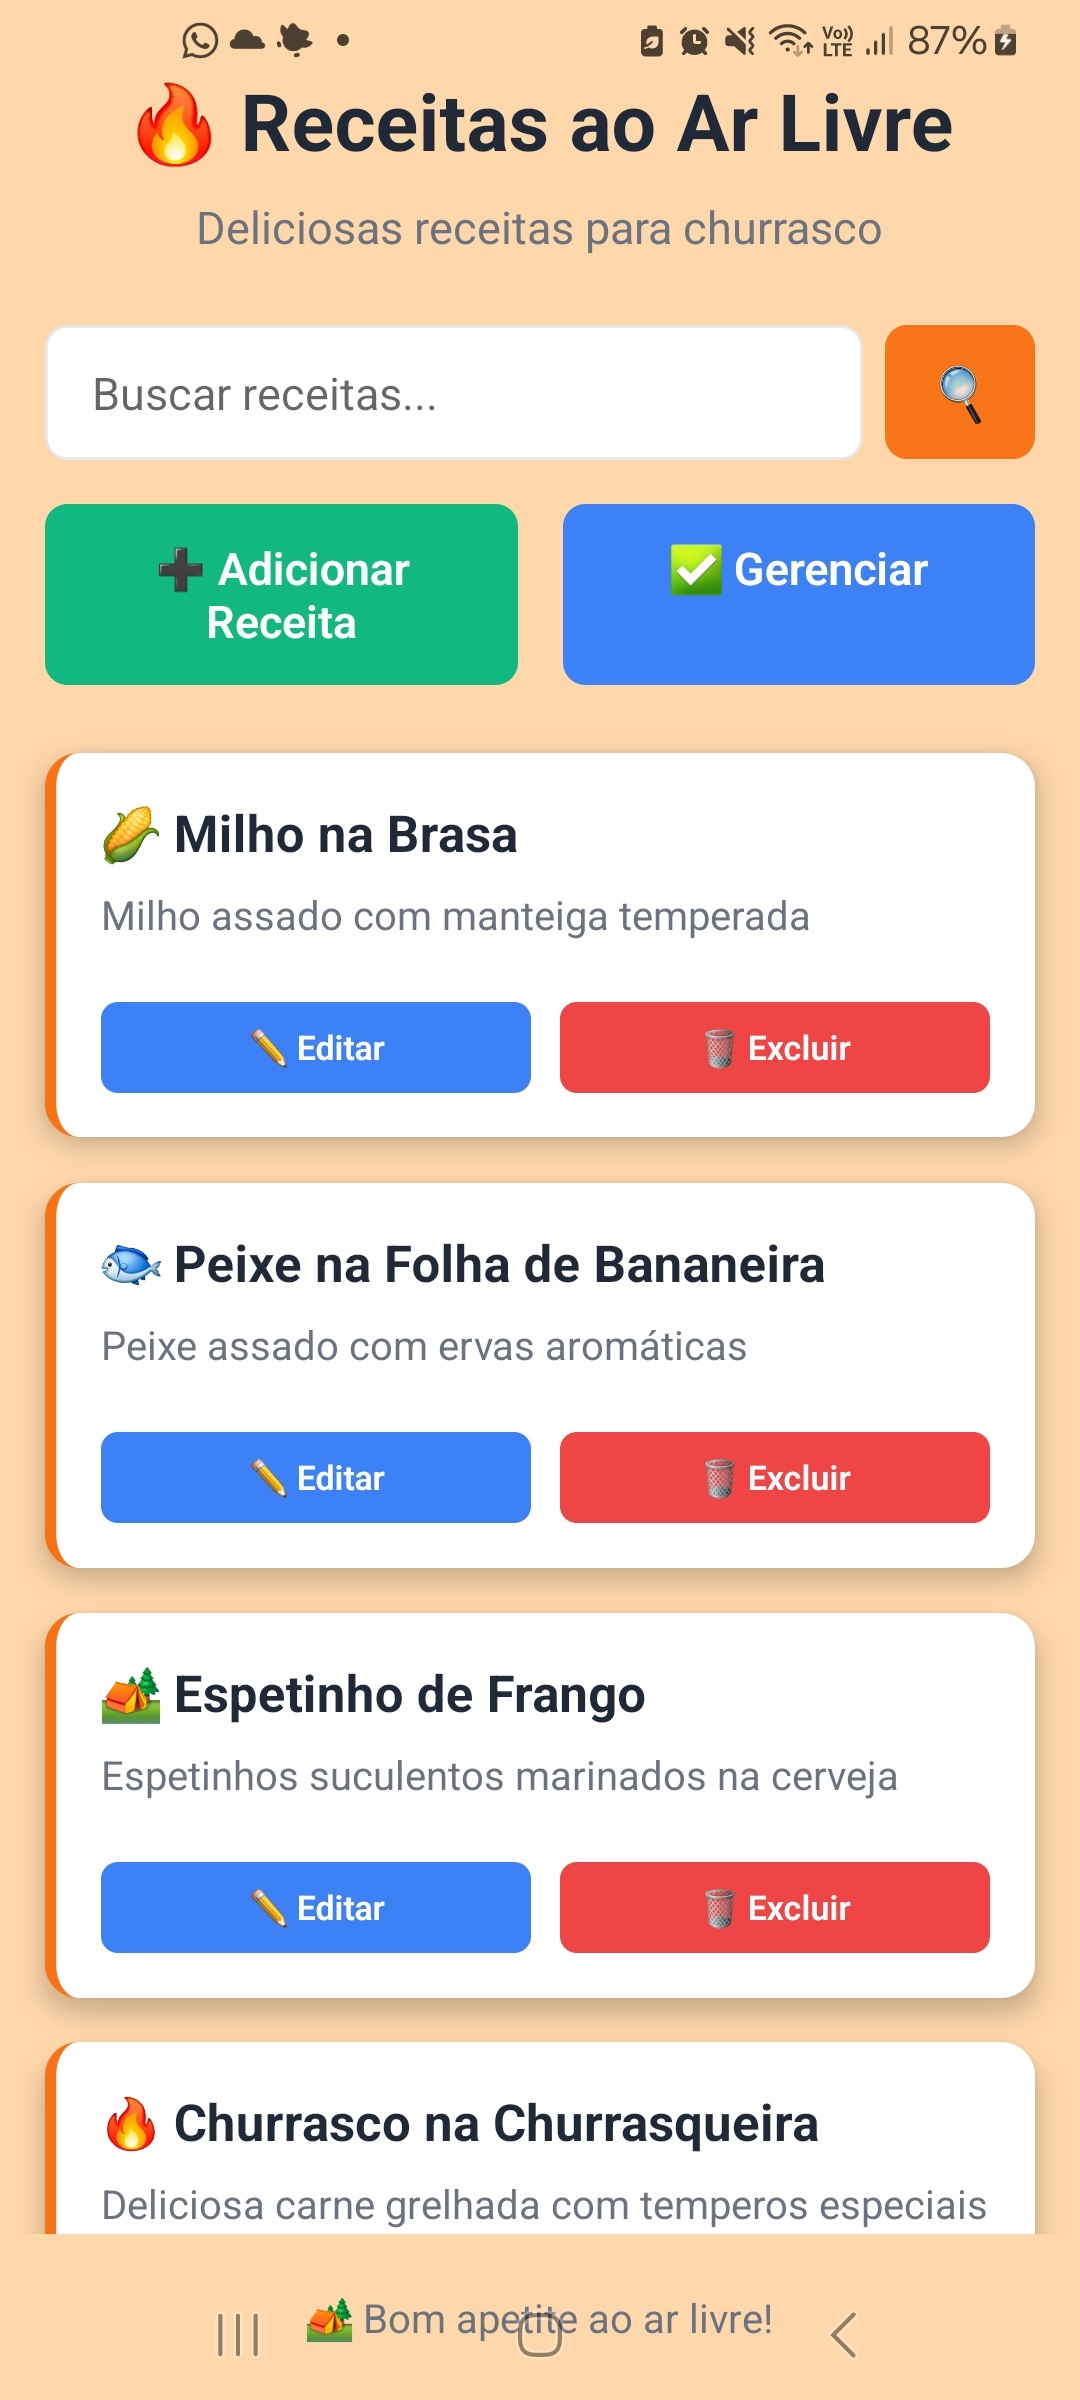 Vo)) LTE 87%
🔥 Receitas ao Ar Livre
Deliciosas receitas para churrasco
Buscar receitas...
🔍
➕ Adicionar
Receita
✅ Gerenciar
🌽 Milho na Brasa
Milho assado com manteiga temperada
✏️ Editar
🗑️ Excluir
🐟 Peixe na Folha de Bananeira
Peixe assado com ervas aromáticas
✏️ Editar
🗑️ Excluir
🏕️ Espetinho de Frango
Espetinhos suculentos marinados na cerveja
✏️ Editar
🗑️ Excluir
🔥 Churrasco na Churrasqueira
Deliciosa carne grelhada com temperos especiais
🏕️ Bom apetite ao ar livre!